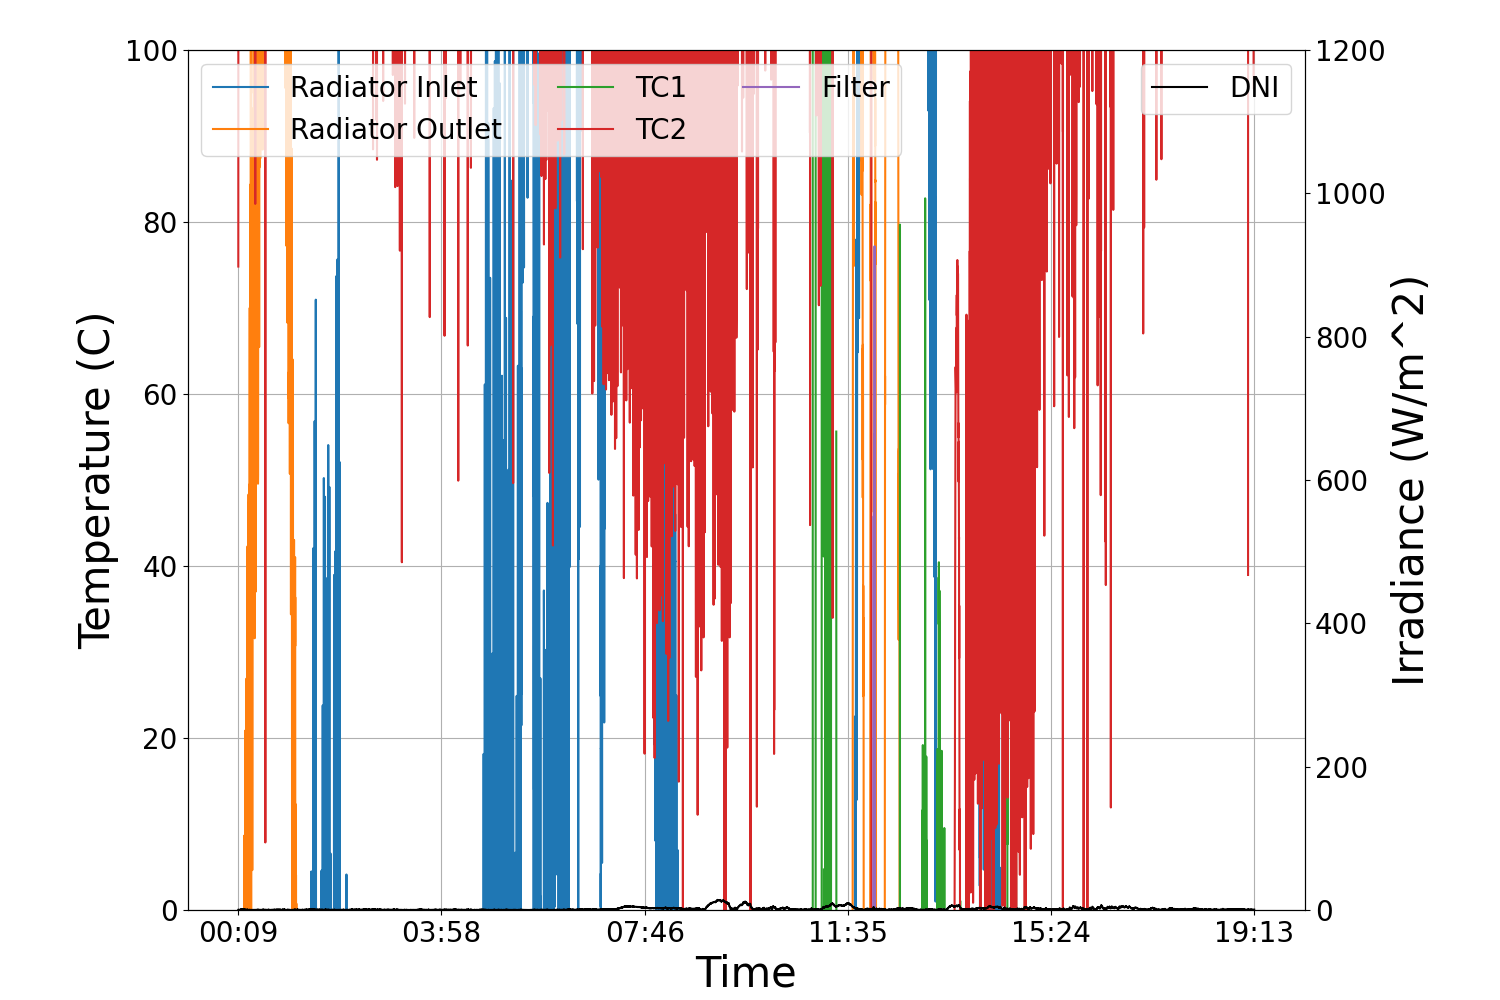 Radiator Inlet
Radiator Outlet
TC1
TC2
Filter
DNI
Temperature (C)
100
80
60
40
20
0
1200
1000
800
600
400
200
0
Irradiance (W/m^2)
00:09 03:58 07:46 11:35 15:24 19:13
Time